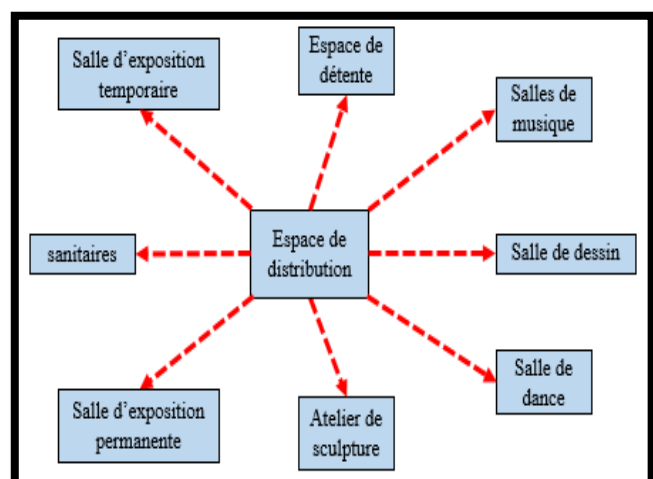 Salle d'exposition
temporaire
Espace de
détente
Salles de
musique
sanitaires
Espace de
distribution
Salle de dessin
Salle d'exposition
permanente
Atelier de
sculpture
Salle de
dance